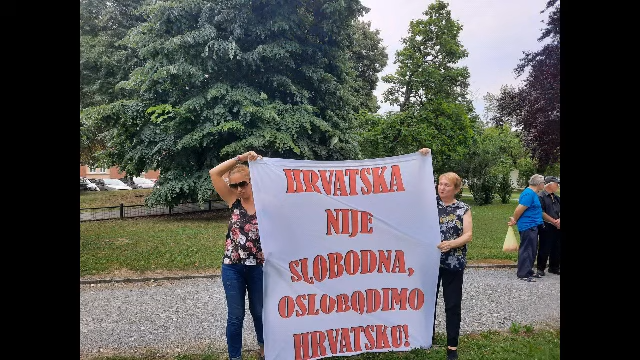 HRVATSKA
NIJE
SLOBODNA,
OSLOBODIMO
HRVATSKU!